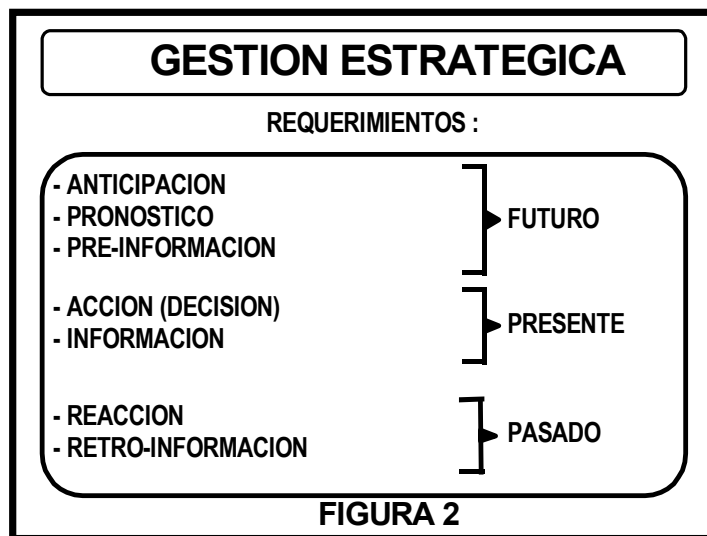 GESTION ESTRATEGICA
REQUERIMIENTOS :
- ANTICIPACION
- PRONOSTICO
- PRE-INFORMACION
FUTURO
- ACCION (DECISION)
- INFORMACION
PRESENTE
- REACCION
- RETRO-INFORMACION
PASADO
FIGURA 2